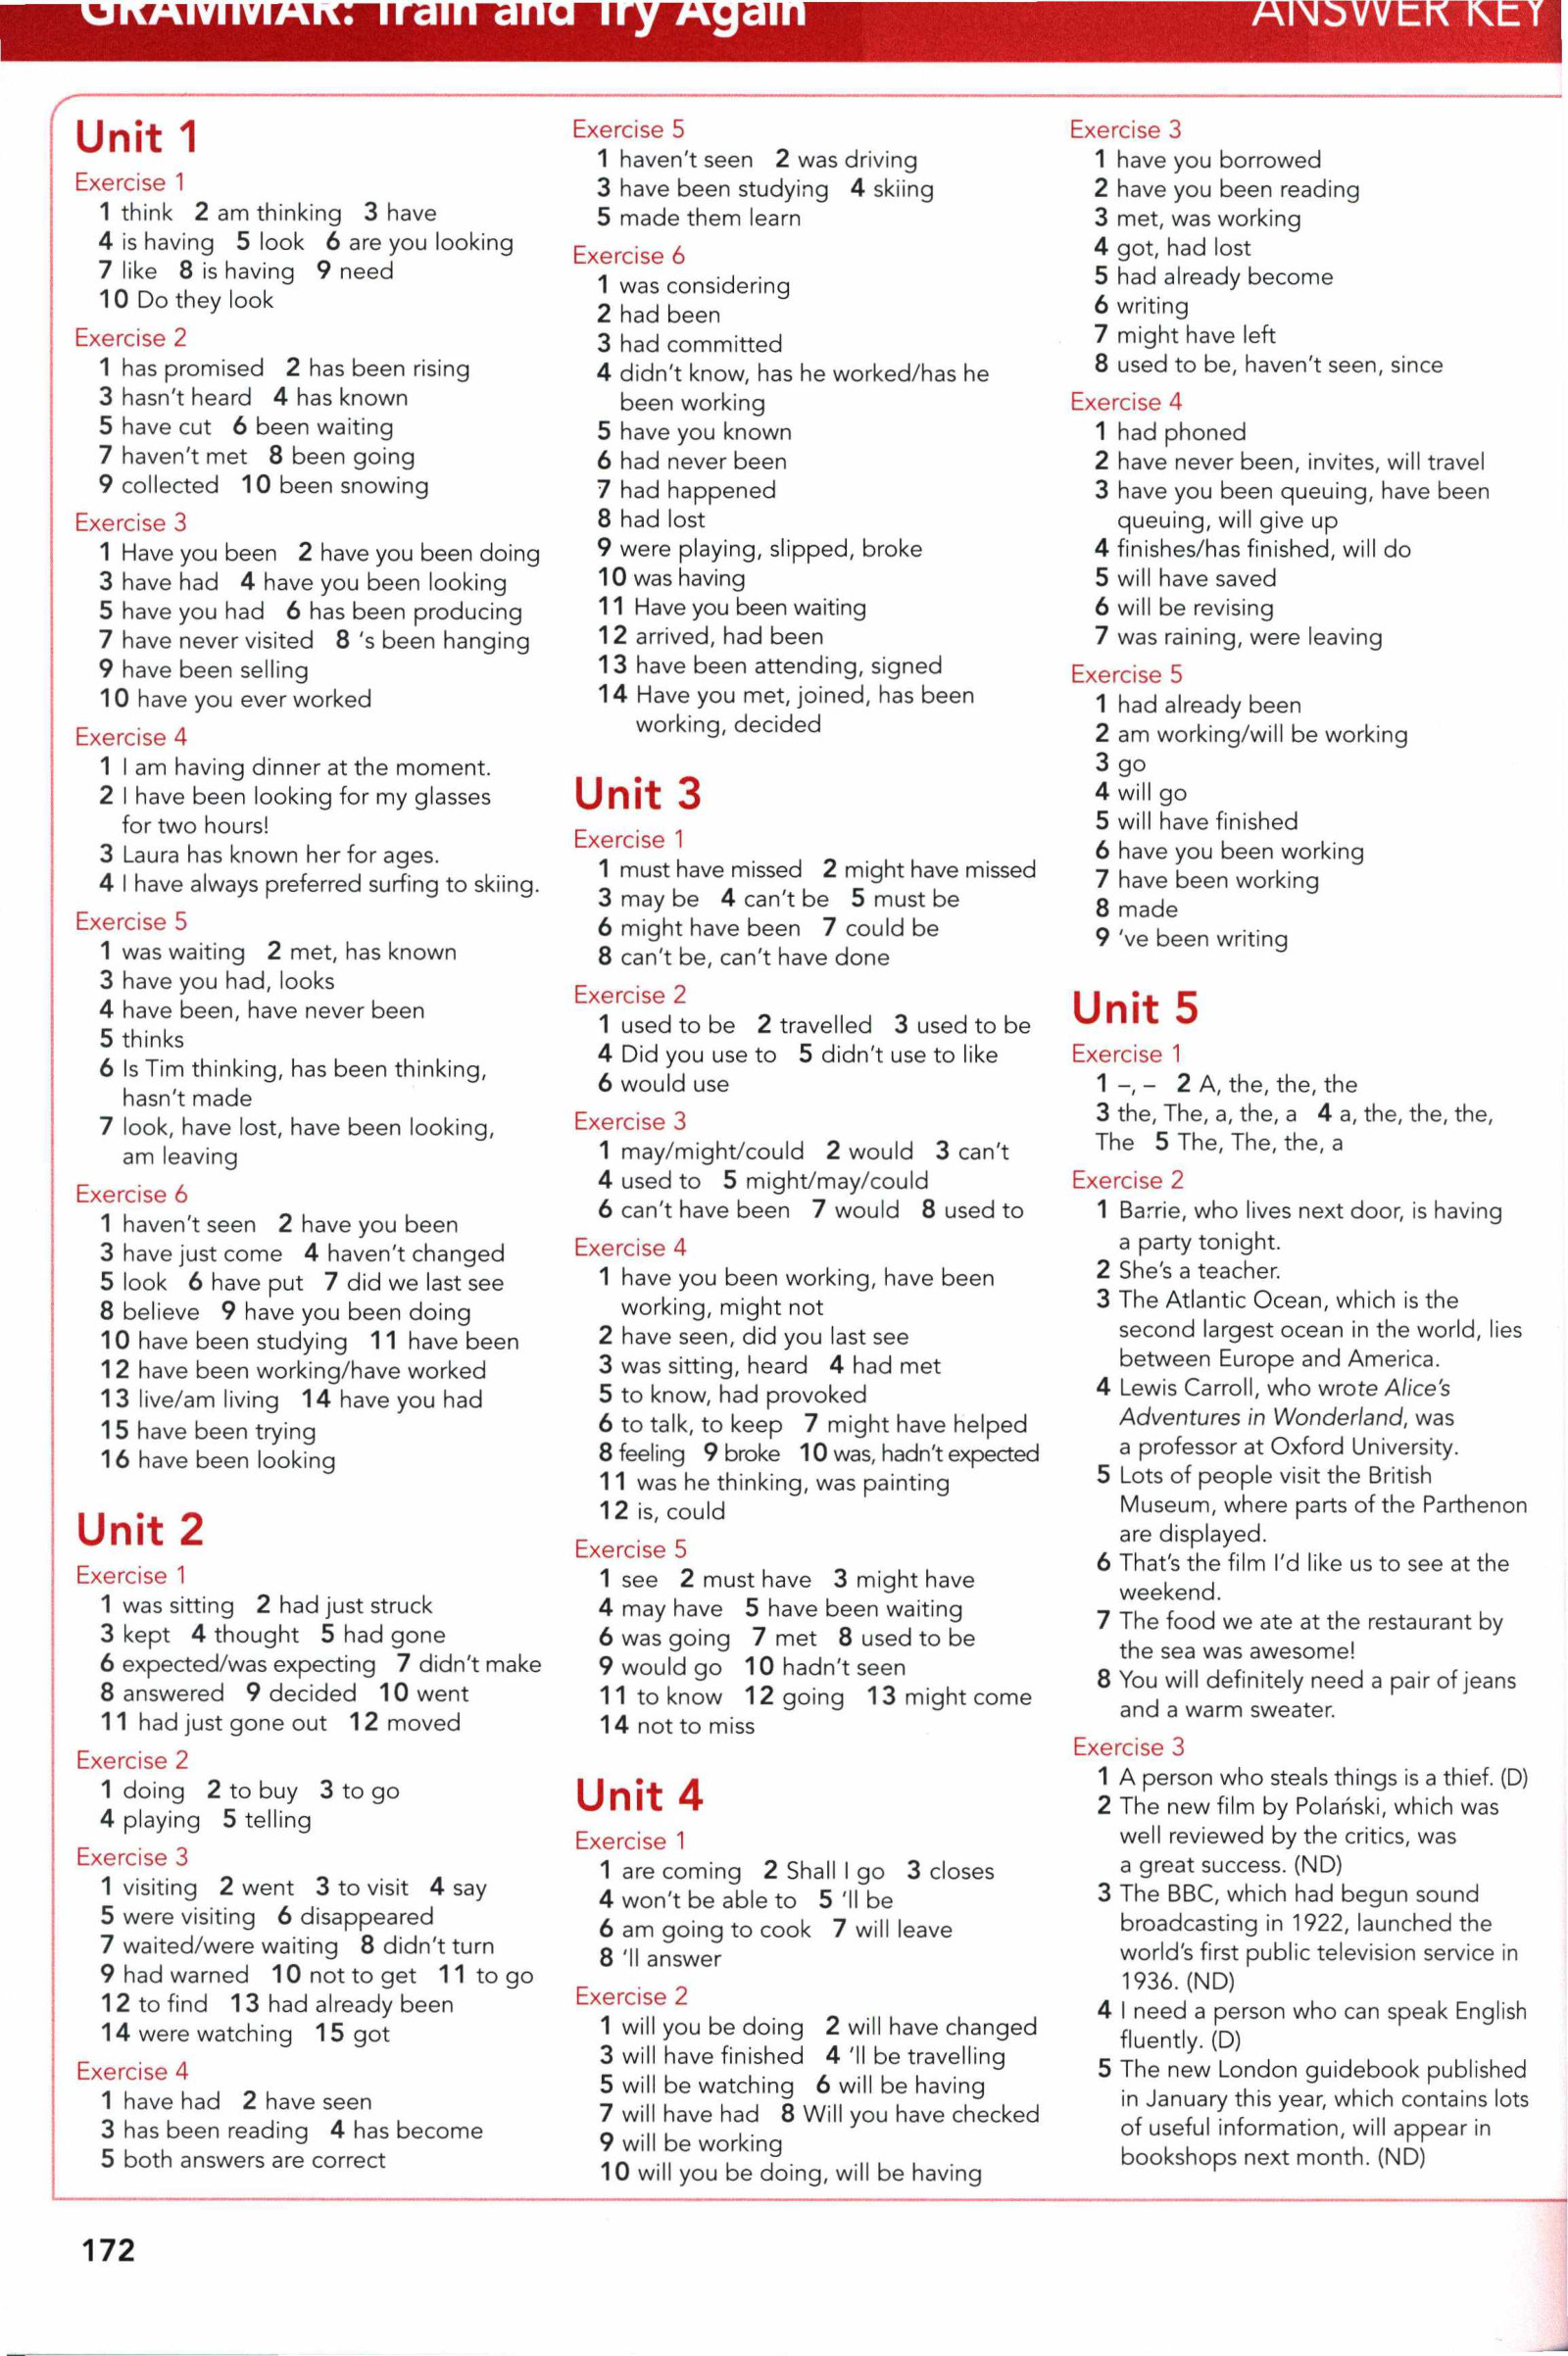 GRAMMAR: Train and Try Again
ANSWER KEY
Unit 1
Exercise 1
1 think 2 am thinking 3 have
4 is having 5 look 6 are you looking
7 like 8 is having 9 need
10 Do they look
Exercise 2
1 has promised 2 has been rising
3 hasn't heard 4 has known
5 have cut 6 been waiting
7 haven't met 8 been going
9 collected 10 been snowing
Exercise 3
1 Have you been 2 have you been doing
3 have had 4 have you been looking
5 have you had 6 has been producing
7 have never visited 8 's been hanging
9 have been selling
10 have you ever worked
Exercise 4
1 I am having dinner at the moment.
2 I have been looking for my glasses
for two hours!
3 Laura has known her for ages.
4 I have always preferred surfing to skiing.
Exercise 5
1 was waiting 2 met, has known
3 have you had, looks
4 have been, have never been
5 thinks
6 Is Tim thinking, has been thinking,
hasn't made
7 look, have lost, have been looking,
am leaving
Exercise 6
1 haven't seen 2 have you been
3 have just come 4 haven't changed
5 look 6 have put 7 did we last see
8 believe 9 have you been doing
10 have been studying 11 have been
12 have been working/have worked
13 live/am living 14 have you had
15 have been trying
16 have been looking
Unit 2
Exercise 1
1 was sitting 2 had just struck
3 kept 4 thought 5 had gone
6 expected/was expecting 7 didn't make
8 answered 9 decided 10 went
11 had just gone out 12 moved
Exercise 2
1 doing 2 to buy 3 to go
4 playing 5 telling
Exercise 3
1 visiting 2 went 3 to visit 4 say
5 were visiting 6 disappeared
7 waited/were waiting 8 didn't turn
9 had warned 10 not to get 11 to go
12 to find 13 had already been
14 were watching 15 got
Exercise 4
1 have had 2 have seen
3 has been reading 4 has become
5 both answers are correct
Exercise 5
1 haven't seen 2 was driving
3 have been studying 4 skiing
5 made them learn
Exercise 6
1 was considering
2 had been
3 had committed
4 didn't know, has he worked/has he
been working
5 have you known
6 had never been
7 had happened
8 had lost
9 were playing, slipped, broke
10 was having
11 Have you been waiting
12 arrived, had been
13 have been attending, signed
14 Have you met, joined, has been
working, decided
Unit 3
Exercise 1
1 must have missed 2 might have missed
3 may be 4 can't be 5 must be
6 might have been 7 could be
8 can't be, can't have done
Exercise 2
1 used to be 2 travelled 3 used to be
4 Did you use to 5 didn't use to like
6 would use
Exercise 3
1 may/might/could 2 would 3 can't
4 used to 5 might/may/could
6 can't have been 7 would 8 used to
Exercise 4
1 have you been working, have been
working, might not
2 have seen, did you last see
3 was sitting, heard 4 had met
5 to know, had provoked
6 to talk, to keep 7 might have helped
8 feeling 9 broke 10 was, hadn't expected
11 was he thinking, was painting
12 is, could
Exercise 5
1 see 2 must have 3 might have
4 may have 5 have been waiting
6 was going 7 met 8 used to be
9 would go 10 hadn't seen
11 to know 12 going 13 might come
14 not to miss
Unit 4
Exercise 1
1 are coming 2 Shall I go 3 closes
4 won't be able to 5 'll be
6 am going to cook 7 will leave
8 'll answer
Exercise 2
1 will you be doing 2 will have changed
3 will have finished 4 'll be travelling
5 will be watching 6 will be having
7 will have had 8 Will you have checked
9 will be working
10 will you be doing, will be having
Exercise 3
1 have you borrowed
2 have you been reading
3 met, was working
4 got, had lost
5 had already become
6 writing
7 might have left
8 used to be, haven't seen, since
Exercise 4
1 had phoned
2 have never been, invites, will travel
3 have you been queuing, have been
queuing, will give up
4 finishes/has finished, will do
5 will have saved
6 will be revising
7 was raining, were leaving
Exercise 5
1 had already been
2 am working/will be working
3 go
4 will go
5 will have finished
6 have you been working
7 have been working
8 made
9 've been writing
Unit 5
Exercise 1
1 –, – 2 A, the, the, the
3 the, The, a, the, a 4 a, the, the, the,
The 5 The, The, the, a
Exercise 2
1 Barrie, who lives next door, is having
a party tonight.
2 She's a teacher.
3 The Atlantic Ocean, which is the
second largest ocean in the world, lies
between Europe and America.
4 Lewis Carroll, who wrote Alice's
Adventures in Wonderland, was
a professor at Oxford University.
5 Lots of people visit the British
Museum, where parts of the Parthenon
are displayed.
6 That's the film I'd like us to see at the
weekend.
7 The food we ate at the restaurant by
the sea was awesome!
8 You will definitely need a pair of jeans
and a warm sweater.
Exercise 3
1 A person who steals things is a thief. (D)
2 The new film by Polański, which was
well reviewed by the critics, was
a great success. (ND)
3 The BBC, which had begun sound
broadcasting in 1922, launched the
world's first public television service in
1936. (ND)
4 I need a person who can speak English
fluently. (D)
5 The new London guidebook published
in January this year, which contains lots
of useful information, will appear in
bookshops next month. (ND)
172